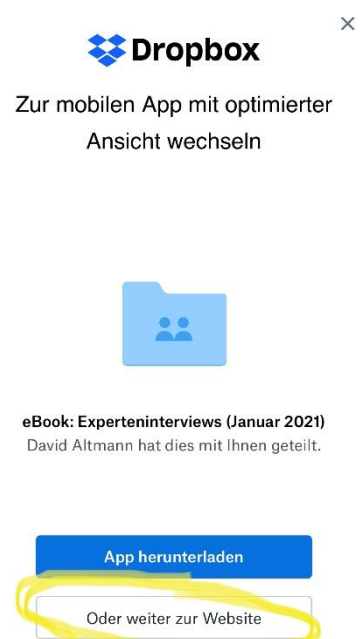 Dropbox
Zur mobilen App mit optimierter
Ansicht wechseln
eBook: Experteninterviews (Januar 2021)
David Altmann hat dies mit Ihnen geteilt.
App herunterladen
Oder weiter zur Website